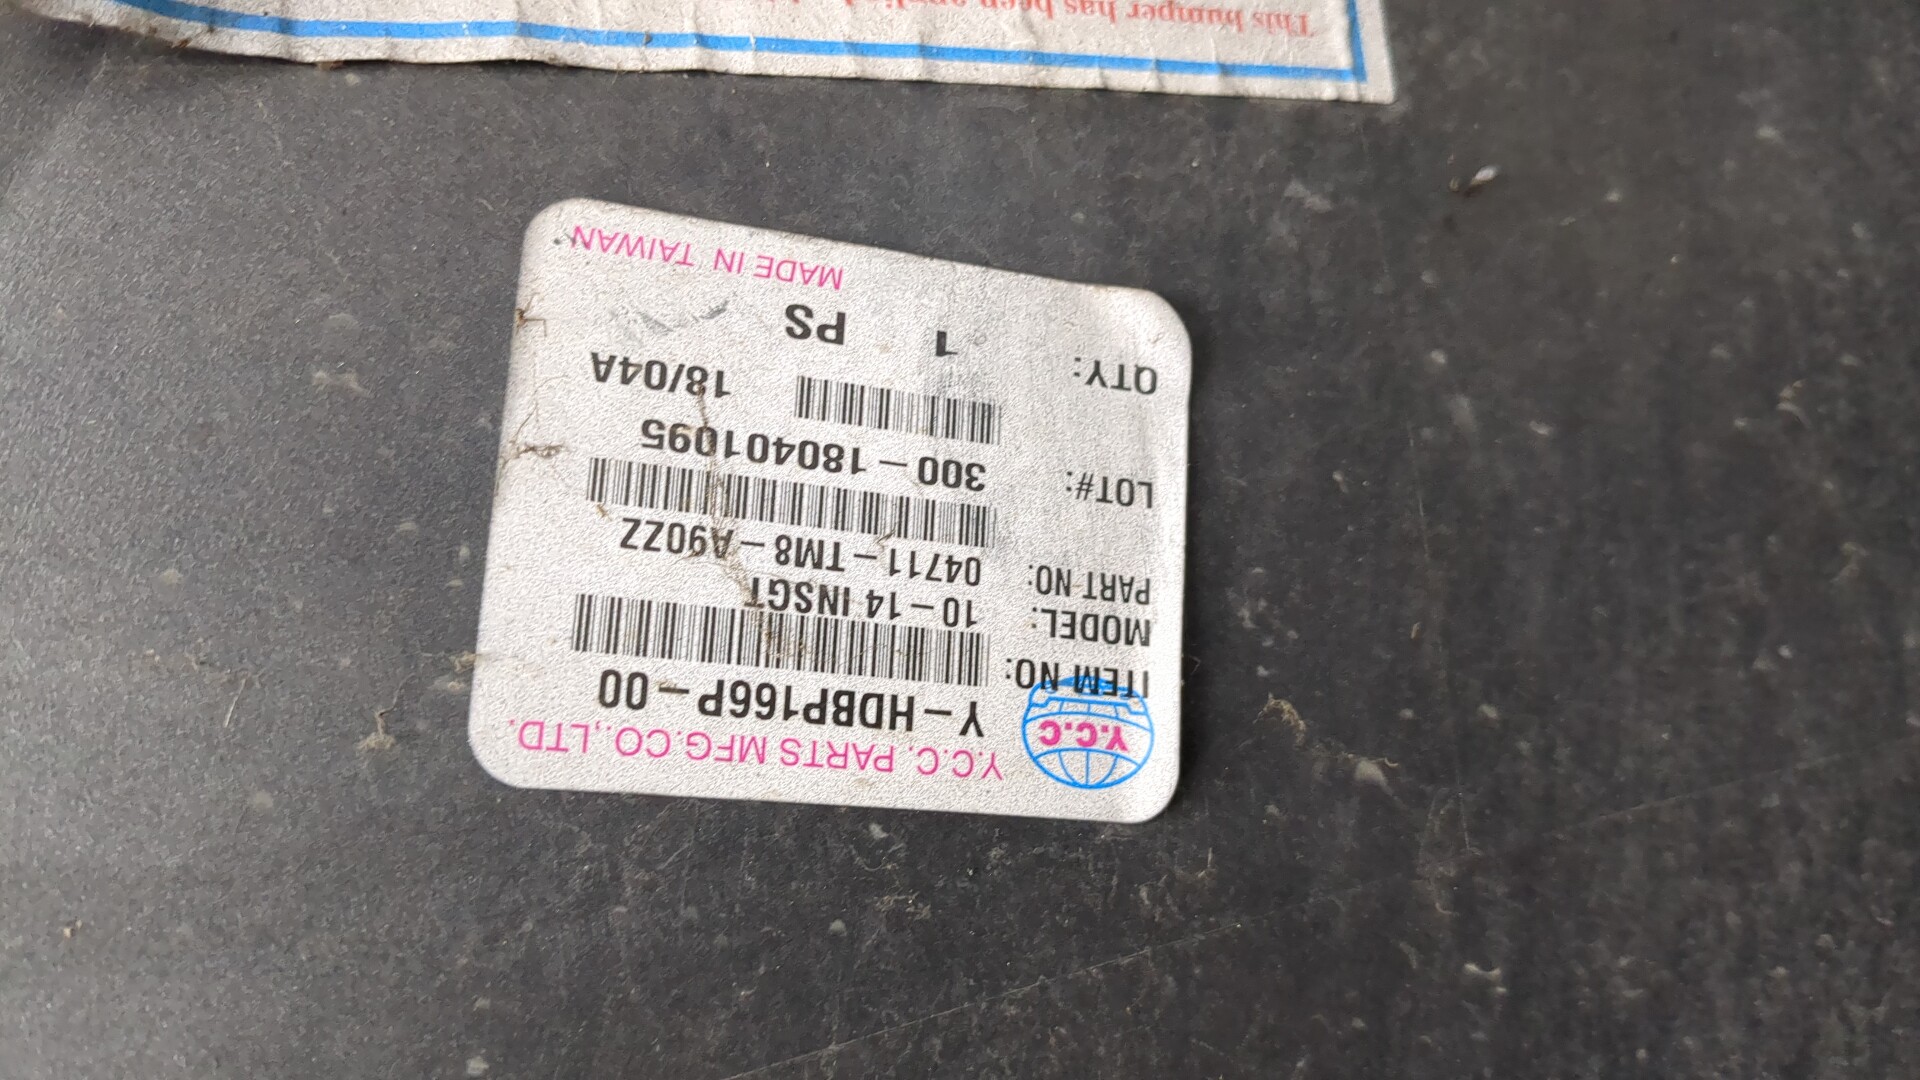 Y.C.C. PARTS MFG.CO.,LTD.
Y.C.C
Y-HDBP166P-00
ITEM NO:
MODEL: 10-14 INSGT
PART NO: 04711-TM8-A90ZZ
LOT#: 300-180401095
18/04A
QTY: 1 PS
MADE IN TAIWAN
This bumper has been